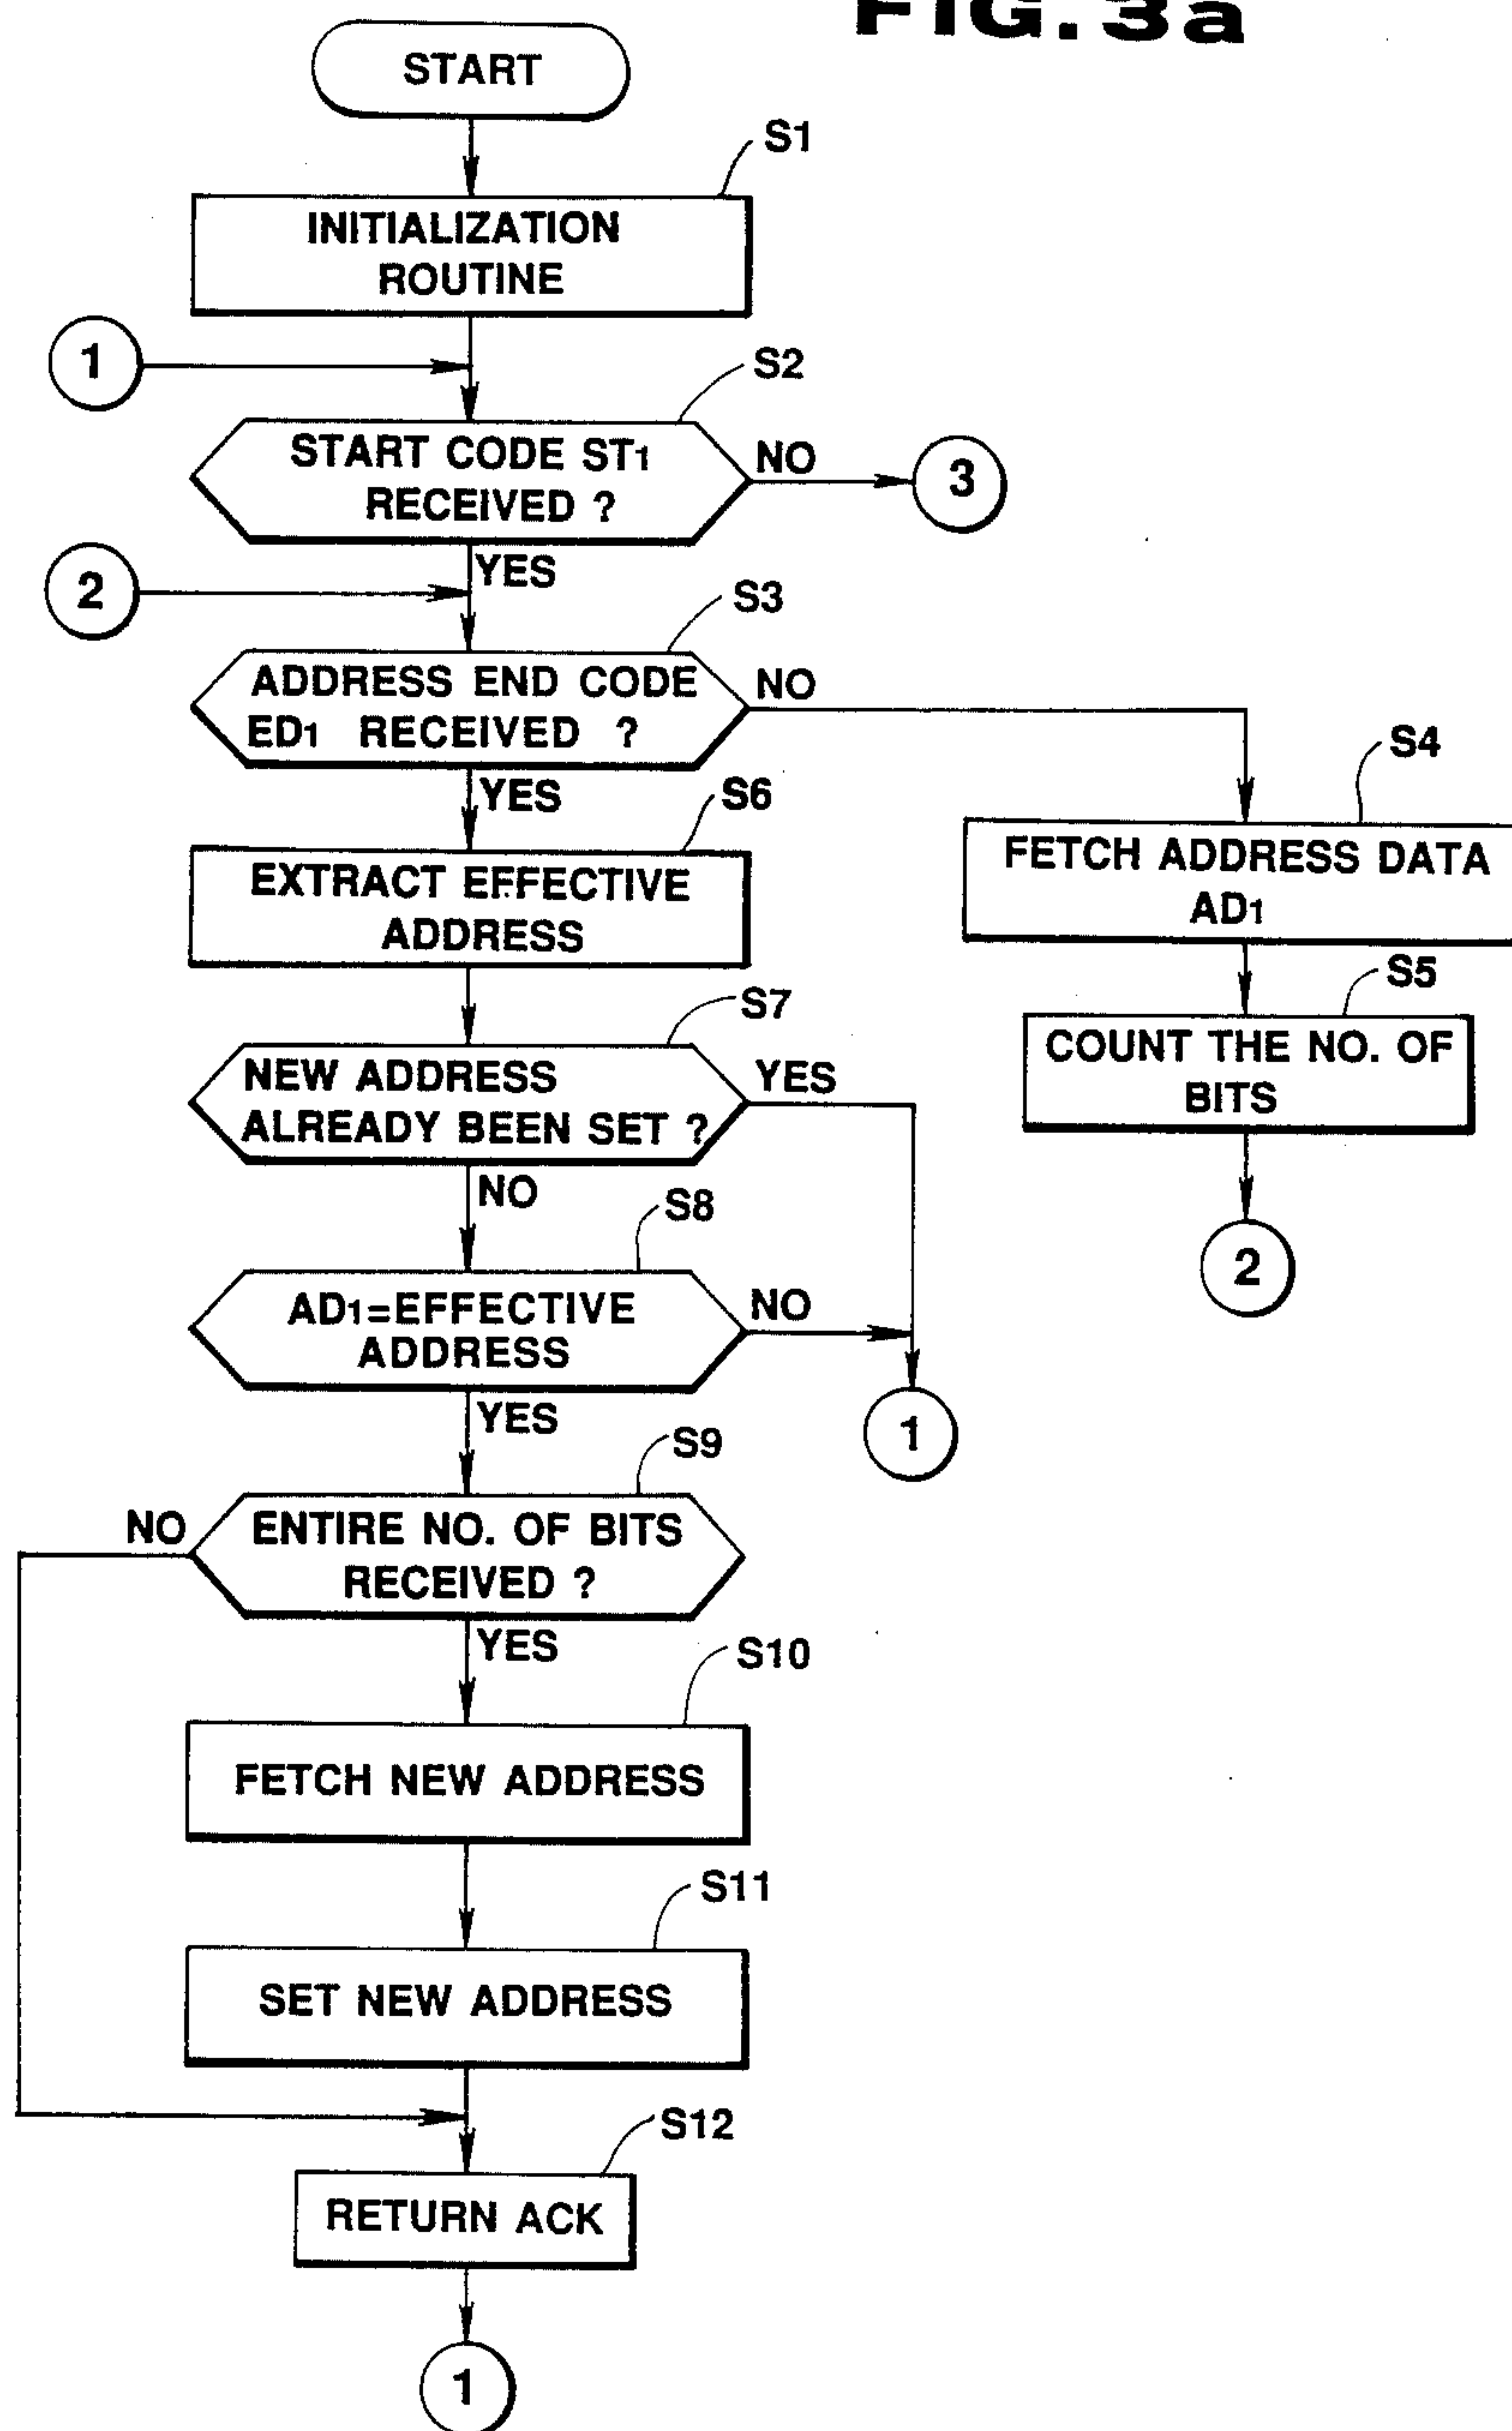 FIG. 3a
START
S1
INITIALIZATION
ROUTINE
1
S2
START CODE ST1
RECEIVED ?
NO
3
YES
2
S3
ADDRESS END CODE
ED1 RECEIVED ?
NO
S4
YES
S6
FETCH ADDRESS DATA
AD1
EXTRACT EFFECTIVE
ADDRESS
S5
COUNT THE NO. OF
BITS
S7
NEW ADDRESS
ALREADY BEEN SET ?
YES
NO
S8
2
AD1=EFFECTIVE
ADDRESS
NO
YES
1
S9
NO
ENTIRE NO. OF BITS
RECEIVED ?
YES
S10
FETCH NEW ADDRESS
S11
SET NEW ADDRESS
S12
RETURN ACK
1